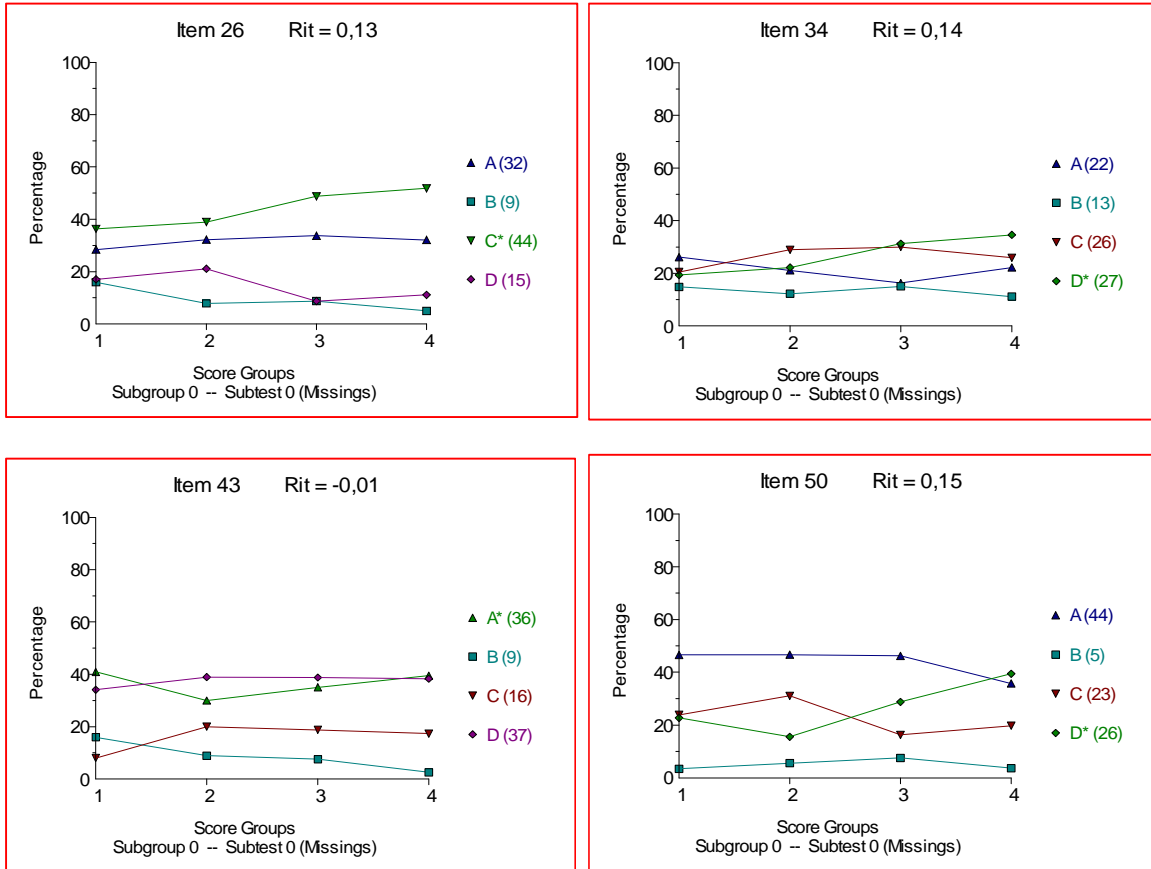 Item 26 Rit = 0,13
100
80
60
40
20
0
Percentage
1 2 3 4
Score Groups
Subgroup 0 -- Subtest 0 (Missings)
A (32)
B (9)
C* (44)
D (15)
Item 34 Rit = 0,14
100
80
60
40
20
0
Percentage
1 2 3 4
Score Groups
Subgroup 0 -- Subtest 0 (Missings)
A (22)
B (13)
C (26)
D* (27)
Item 43 Rit = -0,01
100
80
60
40
20
0
Percentage
1 2 3 4
Score Groups
Subgroup 0 -- Subtest 0 (Missings)
A* (36)
B (9)
C (16)
D (37)
Item 50 Rit = 0,15
100
80
60
40
20
0
Percentage
1 2 3 4
Score Groups
Subgroup 0 -- Subtest 0 (Missings)
A (44)
B (5)
C (23)
D* (26)